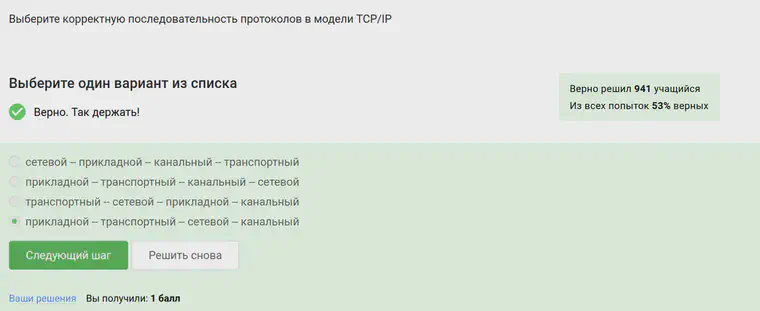 Выберите корректную последовательность протоколов в модели TCP/IP
Выберите один вариант из списка
Верно. Так держать!
Верно решил 941 учащийся
Из всех попыток 53% верных
сетевой -- прикладной -- канальный -- транспортный
прикладной -- транспортный -- канальный -- сетевой
транспортный -- сетевой -- прикладной -- канальный
прикладной -- транспортный -- сетевой -- канальный
Следующий шаг Решить снова
Ваши решения Вы получили: 1 балл